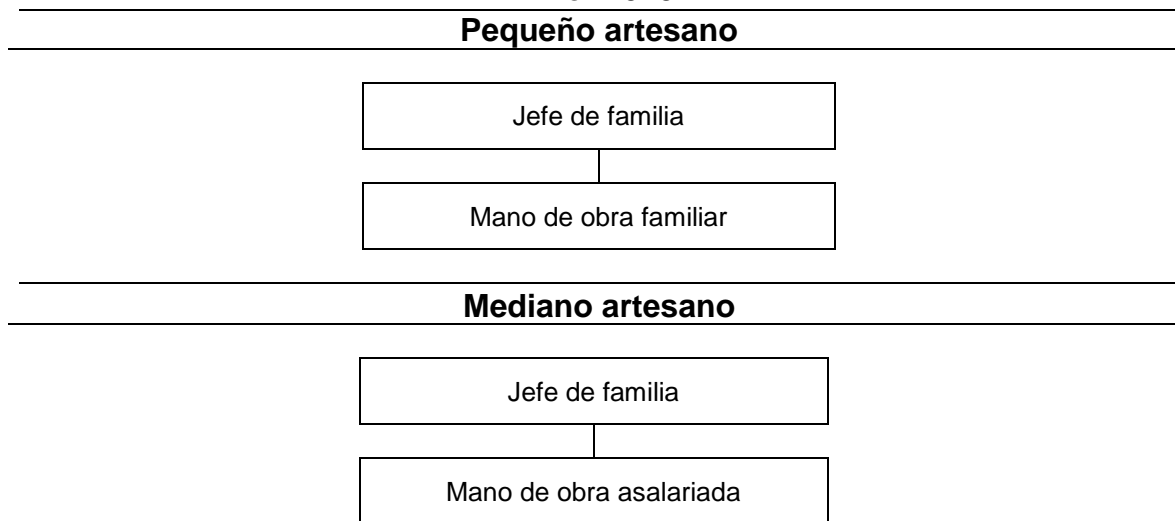 Pequeño artesano
Jefe de familia
Mano de obra familiar
Mediano artesano
Jefe de familia
Mano de obra asalariada